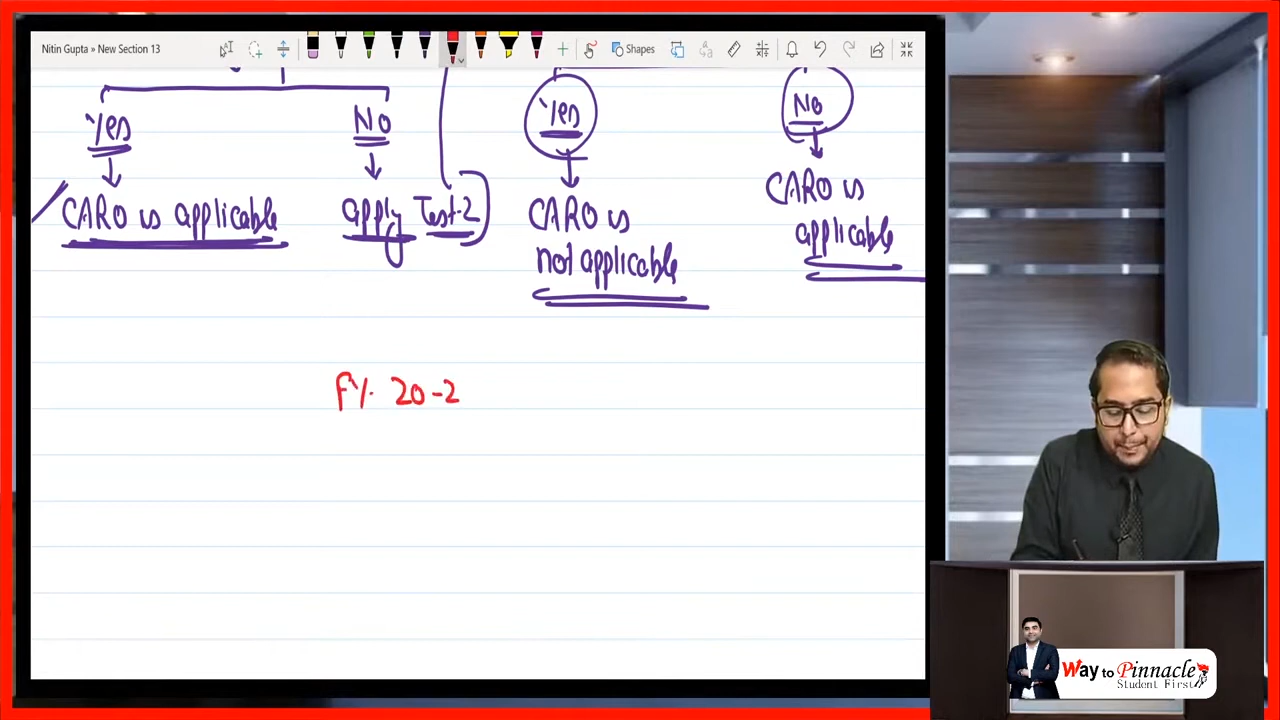 Nitin Gupta » New Section 13
Shapes
Yes
No
Yes
No
CARO is applicable
apply Test-2
CARO is
not applicable
CARO is
applicable
FY. 20-2
Way to Pinnacle
Student First